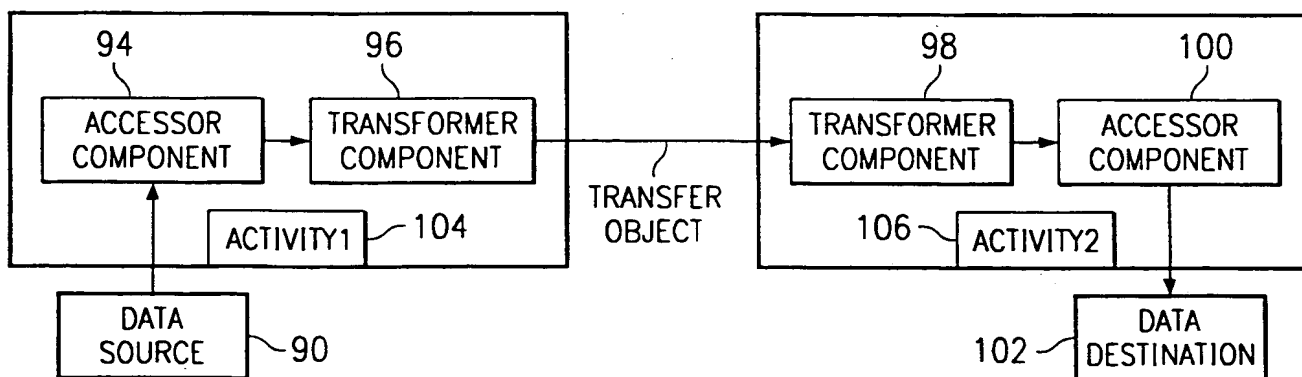 94
96
98
100
ACCESSOR
COMPONENT
TRANSFORMER
COMPONENT
TRANSFORMER
COMPONENT
ACCESSOR
COMPONENT
TRANSFER
OBJECT
ACTIVITY1
104
106
ACTIVITY2
DATA
SOURCE
90
102
DATA
DESTINATION